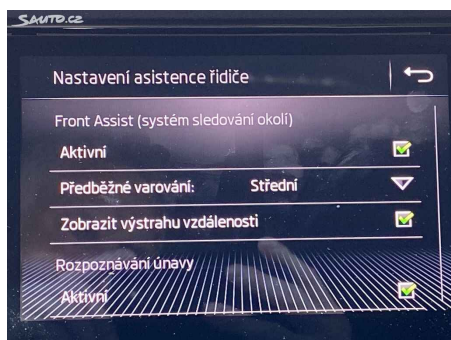 SAUTO.CZ
Nastavení asistence řidiče
Front Assist (systém sledování okolí)
Aktivní
Předběžné varování: Střední
Zobrazit výstrahu vzdálenosti
Rozpoznávání únavy
Aktivní